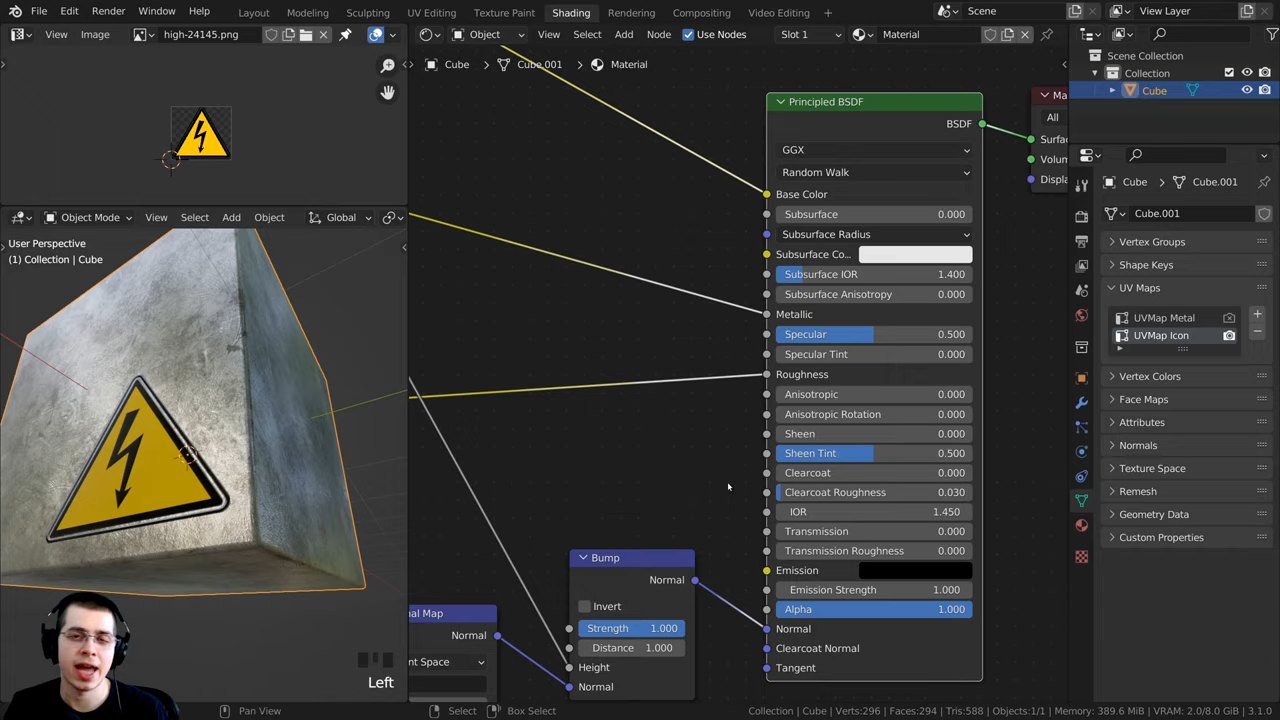 File Edit Render Window Help Layout Modeling Sculpting UV Editing Texture Paint Shading Rendering Compositing Video Editing + Scene View Layer
View Image high-24145.png
Object View Select Add Node Use Nodes Slot 1 Material
Cube > Cube.001 > Material
Object Mode View Select Add Object Global
User Perspective
(1) Collection | Cube
Left
Principled BSDF
BSDF
GGX
Random Walk
Base Color
Subsurface 0.000
Subsurface Radius
Subsurface Co...
Subsurface IOR 1.400
Subsurface Anisotropy 0.000
Metallic
Specular 0.500
Specular Tint 0.000
Roughness
Anisotropic 0.000
Anisotropic Rotation 0.000
Sheen 0.000
Sheen Tint 0.500
Clearcoat 0.000
Clearcoat Roughness 0.030
IOR 1.450
Transmission 0.000
Transmission Roughness 0.000
Emission
Emission Strength 1.000
Alpha 1.000
Normal
Clearcoat Normal
Tangent
Ma
All
Surfac
Volum
Displa
Bump
Normal
Invert
Strength 1.000
Distance 1.000
Height
Normal
al Map
Normal
nt Space
Scene Collection
Collection
Cube
Cube > Cube.001
Cube.001
Vertex Groups
Shape Keys
UV Maps
UVMap Metal
UVMap Icon
Vertex Colors
Face Maps
Attributes
Normals
Texture Space
Remesh
Geometry Data
Custom Properties
Pan View Select Box Select Collection | Cube | Verts:296 | Faces:294 | Tris:588 | Objects:1/1 | Memory: 389.6 MiB | VRAM: 2.0/8.0 GiB | 3.1.0